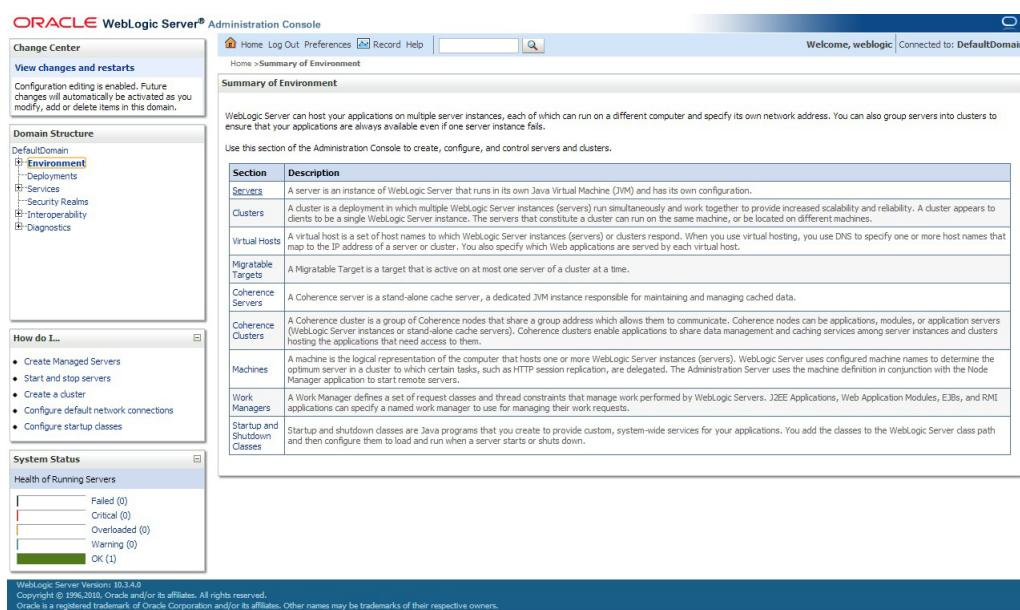 ORACLE WebLogic Server® Administration Console
Change Center
View changes and restarts
Configuration editing is enabled. Future
changes will automatically be activated as you
modify, add or delete items in this domain.
Domain Structure
DefaultDomain
Environment
Deployments
Services
Security Realms
Interoperability
Diagnostics
How do I...
Create Managed Servers
Start and stop servers
Create a cluster
Configure default network connections
Configure startup classes
System Status
Health of Running Servers
Failed (0)
Critical (0)
Overloaded (0)
Warning (0)
OK (1)
Home Log Out Preferences Record Help
Welcome, weblogic Connected to: DefaultDomain
Home >Summary of Environment
Summary of Environment
WebLogic Server can host your applications on multiple server instances, each of which can run on a different computer and specify its own network address. You can also group servers into clusters to
ensure that your applications are always available even if one server instance fails.
Use this section of the Administration Console to create, configure, and control servers and clusters.
Section Description
Servers A server is an instance of WebLogic Server that runs in its own Java Virtual Machine (JVM) and has its own configuration.
Clusters A cluster is a deployment in which multiple WebLogic Server instances (servers) run simultaneously and work together to provide increased scalability and reliability. A cluster appears to
clients to be a single WebLogic Server instance. The servers that constitute a cluster can run on the same machine, or be located on different machines.
Virtual Hosts A virtual host is a set of host names to which WebLogic Server instances (servers) or clusters respond. When you use virtual hosting, you use DNS to specify one or more host names that
map to the IP address of a server or cluster. You also specify which Web applications are served by each virtual host.
Migratable
Targets
A Migratable Target is a target that is active on at most one server of a cluster at a time.
Coherence
Servers
A Coherence server is a stand-alone cache server, a dedicated JVM instance responsible for maintaining and managing cached data.
Coherence
Clusters
A Coherence cluster is a group of Coherence nodes that share a group address which allows them to communicate. Coherence nodes can be applications, modules, or application servers
(WebLogic Server instances or stand-alone cache servers). Coherence clusters enable applications to share data management and caching services among server instances and clusters
hosting the applications that need access to them.
Machines
A machine is the logical representation of the computer that hosts one or more WebLogic Server instances (servers). WebLogic Server uses configured machine names to determine the
optimum server in a cluster to which certain tasks, such as HTTP session replication, are delegated. The Administration Server uses the machine definition in conjunction with the Node
Manager application to start remote servers.
Work
Managers
A Work Manager defines a set of request classes and thread constraints that manage work performed by WebLogic Servers. J2EE Applications, Web Application Modules, EJBs, and RMI
applications can specify a named work manager to use for managing their work requests.
Startup and
Shutdown
Classes
Startup and shutdown classes are Java programs that you create to provide custom, system-wide services for your applications. You add the classes to the WebLogic Server class path
and then configure them to load and run when a server starts or shuts down.
WebLogic Server Version: 10.3.4.0
Copyright © 1996,2010, Oracle and/or its affiliates. All rights reserved.
Oracle is a registered trademark of Oracle Corporation and/or its affiliates. Other names may be trademarks of their respective owners.